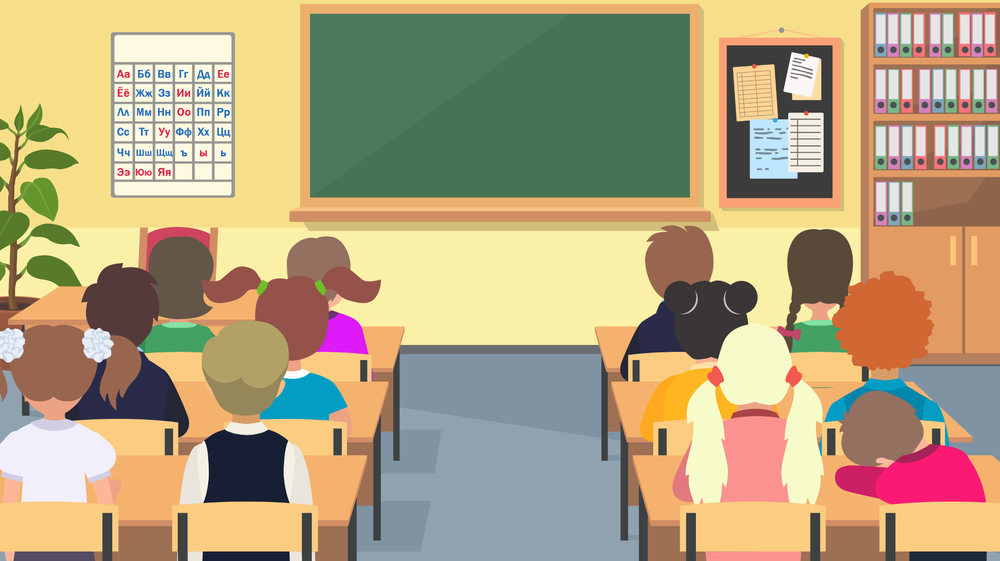 Аа Бб Вв Гг Дд Ее
Ёё Жж Зз Ии Йй Кк
Лл Мм Нн Оо Пп Рр
Сс Тт Уу Фф Хх Цц
Чч Шш Щщ ъ ы ь
Ээ Юю Яя